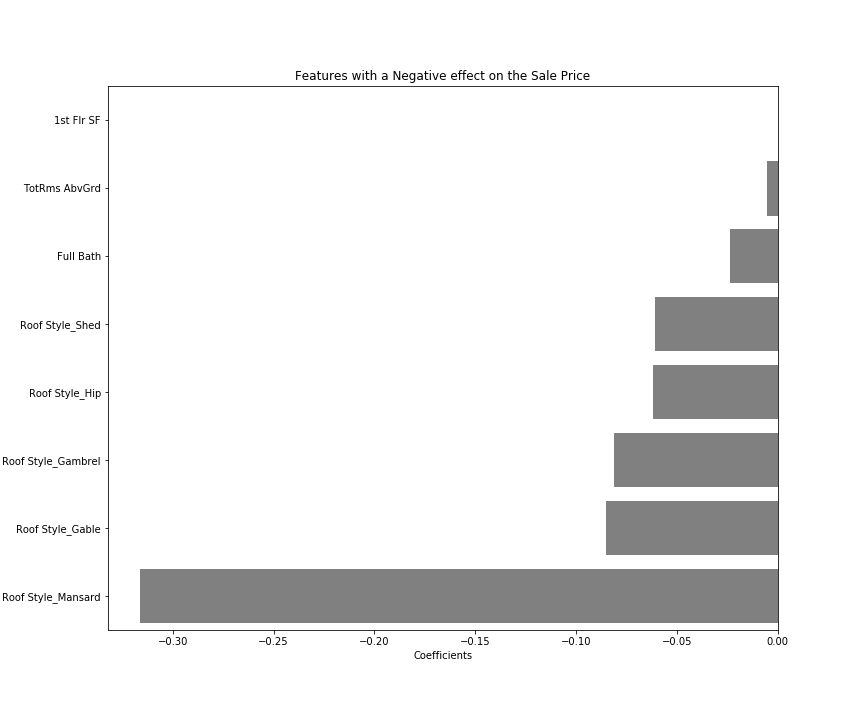 Features with a Negative effect on the Sale Price
1st Flr SF
TotRms AbvGrd
Full Bath
Roof Style_Shed
Roof Style_Hip
Roof Style_Gambrel
Roof Style_Gable
Roof Style_Mansard
−0.30 −0.25 −0.20 −0.15 −0.10 −0.05 0.00
Coefficients